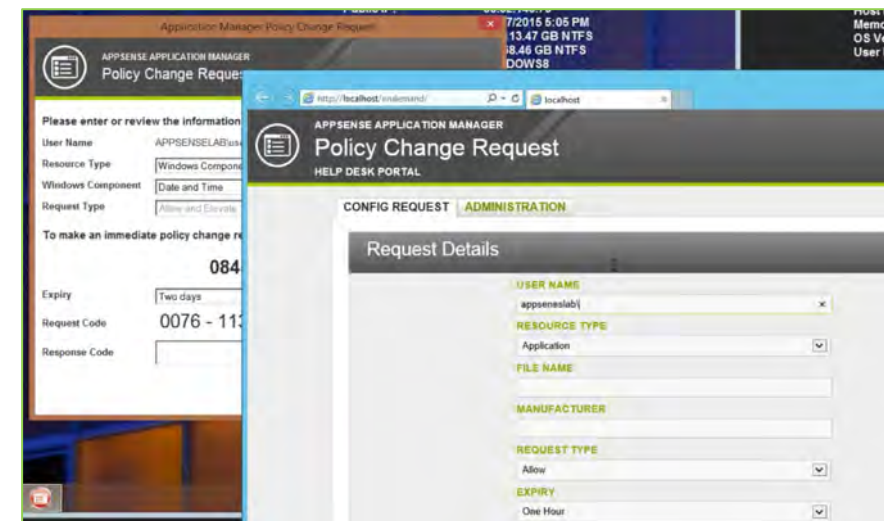 Application Manager Policy Change Request
7/2015 5:05 PM
13.47 GB NTFS
8.46 GB NTFS
DOWS8
Host
Memo
OS Ve
User
APPSENSE APPLICATION MANAGER
Policy Change Reques
Please enter or review the information
User Name APPSENSELAB\use
Resource Type Windows Compone
Windows Component Date and Time
Request Type Allow and Elevate
To make an immediate policy change re
084
Expiry Two days
Request Code 0076 - 113
Response Code
http://localhost/ondemand/ localhost
APPSENSE APPLICATION MANAGER
Policy Change Request
HELP DESK PORTAL
CONFIG REQUEST ADMINISTRATION
Request Details
USER NAME
appseneslab\
RESOURCE TYPE
Application
FILE NAME
MANUFACTURER
REQUEST TYPE
Allow
EXPIRY
One Hour